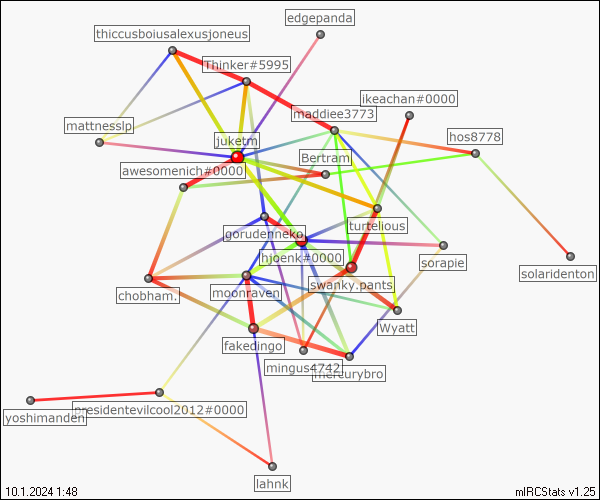 edgepanda
thiccusboiusalexusjoneus
Thinker#5995
ikeachan#0000
maddiee3773
mattnesslp
juketm
hos8778
Bertram
awesomenich#0000
turtelious
gorudenneko
hjoenk#0000
sorapie
solaridenton
swanky.pants
moonraven
chobham.
Wyatt
fakedingo
mingus4742
mercurybro
presidentevilcool2012#0000
yoshimanden
lahnk
10.1.2024 1:48
mIRCStats v1.25